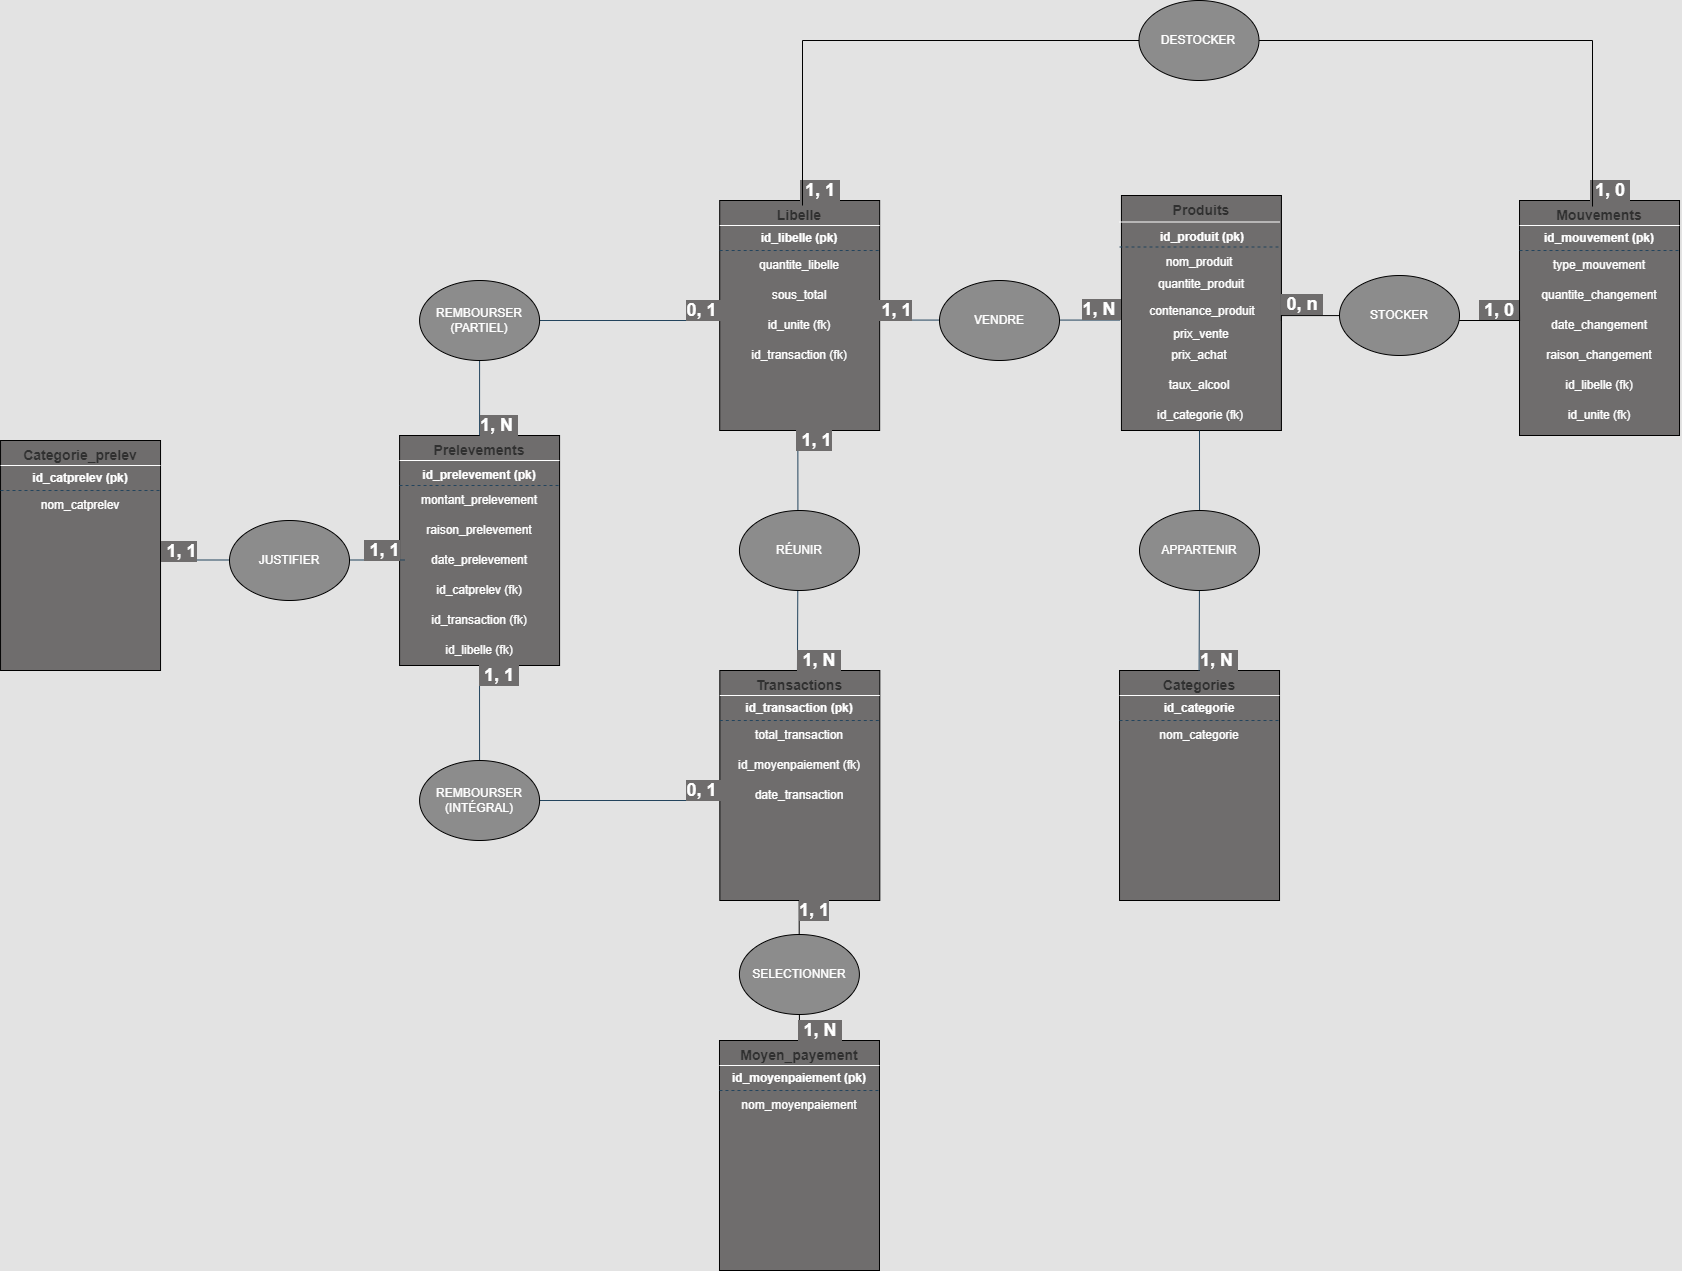 DESTOCKER
1, 1
1, 0
Libelle
id_libelle (pk)
quantite_libelle
sous_total
id_unite (fk)
id_transaction (fk)
Produits
id_produit (pk)
nom_produit
quantite_produit
contenance_produit
prix_vente
prix_achat
taux_alcool
id_categorie (fk)
Mouvements
id_mouvement (pk)
type_mouvement
quantite_changement
date_changement
raison_changement
id_libelle (fk)
id_unite (fk)
REMBOURSER
(PARTIEL)
0, 1
1, 1
VENDRE
1, N
0, n
STOCKER
1, 0
1, N
1, 1
Categorie_prelev
id_catprelev (pk)
nom_catprelev
Prelevements
id_prelevement (pk)
montant_prelevement
raison_prelevement
date_prelevement
id_catprelev (fk)
id_transaction (fk)
id_libelle (fk)
1, 1
JUSTIFIER
1, 1
RÉUNIR
APPARTENIR
1, 1
1, N
1, N
Transactions
id_transaction (pk)
total_transaction
id_moyenpaiement (fk)
date_transaction
Categories
id_categorie
nom_categorie
REMBOURSER
(INTÉGRAL)
0, 1
1, 1
SELECTIONNER
1, N
Moyen_payement
id_moyenpaiement (pk)
nom_moyenpaiement